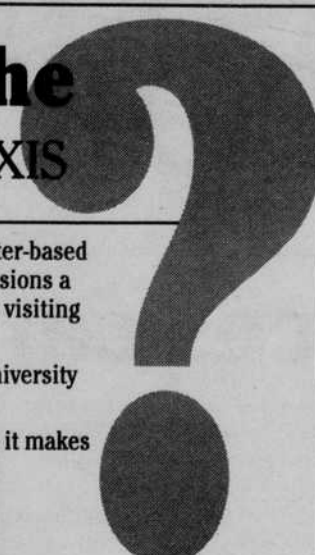 he
XIS
ter-based
sions a
visiting
iversity
it makes
?